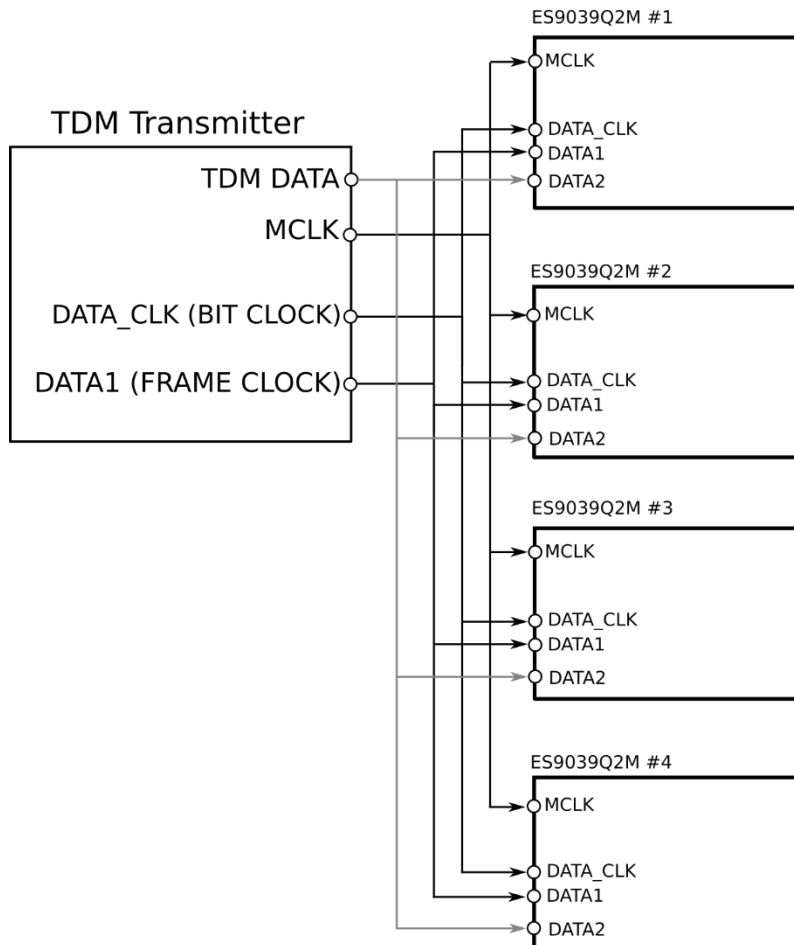 TDM Transmitter
TDM DATA
MCLK
DATA_CLK (BIT CLOCK)
DATA1 (FRAME CLOCK)
ES9039Q2M #1
MCLK
DATA_CLK
DATA1
DATA2
ES9039Q2M #2
MCLK
DATA_CLK
DATA1
DATA2
ES9039Q2M #3
MCLK
DATA_CLK
DATA1
DATA2
ES9039Q2M #4
MCLK
DATA_CLK
DATA1
DATA2